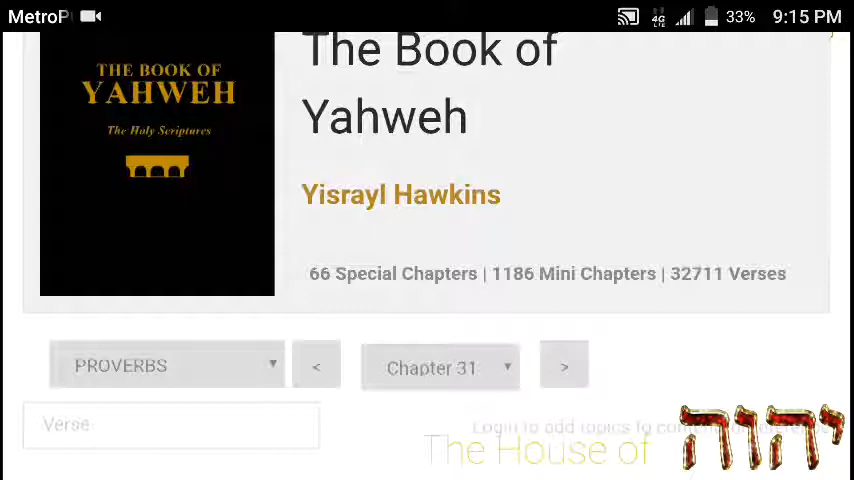 MetroP
4G
LTE
33%
9:15 PM
THE BOOK OF
YAHWEH
The Holy Scriptures
The Book of
Yahweh
Yisrayl Hawkins
66 Special Chapters | 1186 Mini Chapters | 32711 Verses
PROVERBS
<
Chapter 31
>
Verse
Login to add topics to
The House of
יהוה